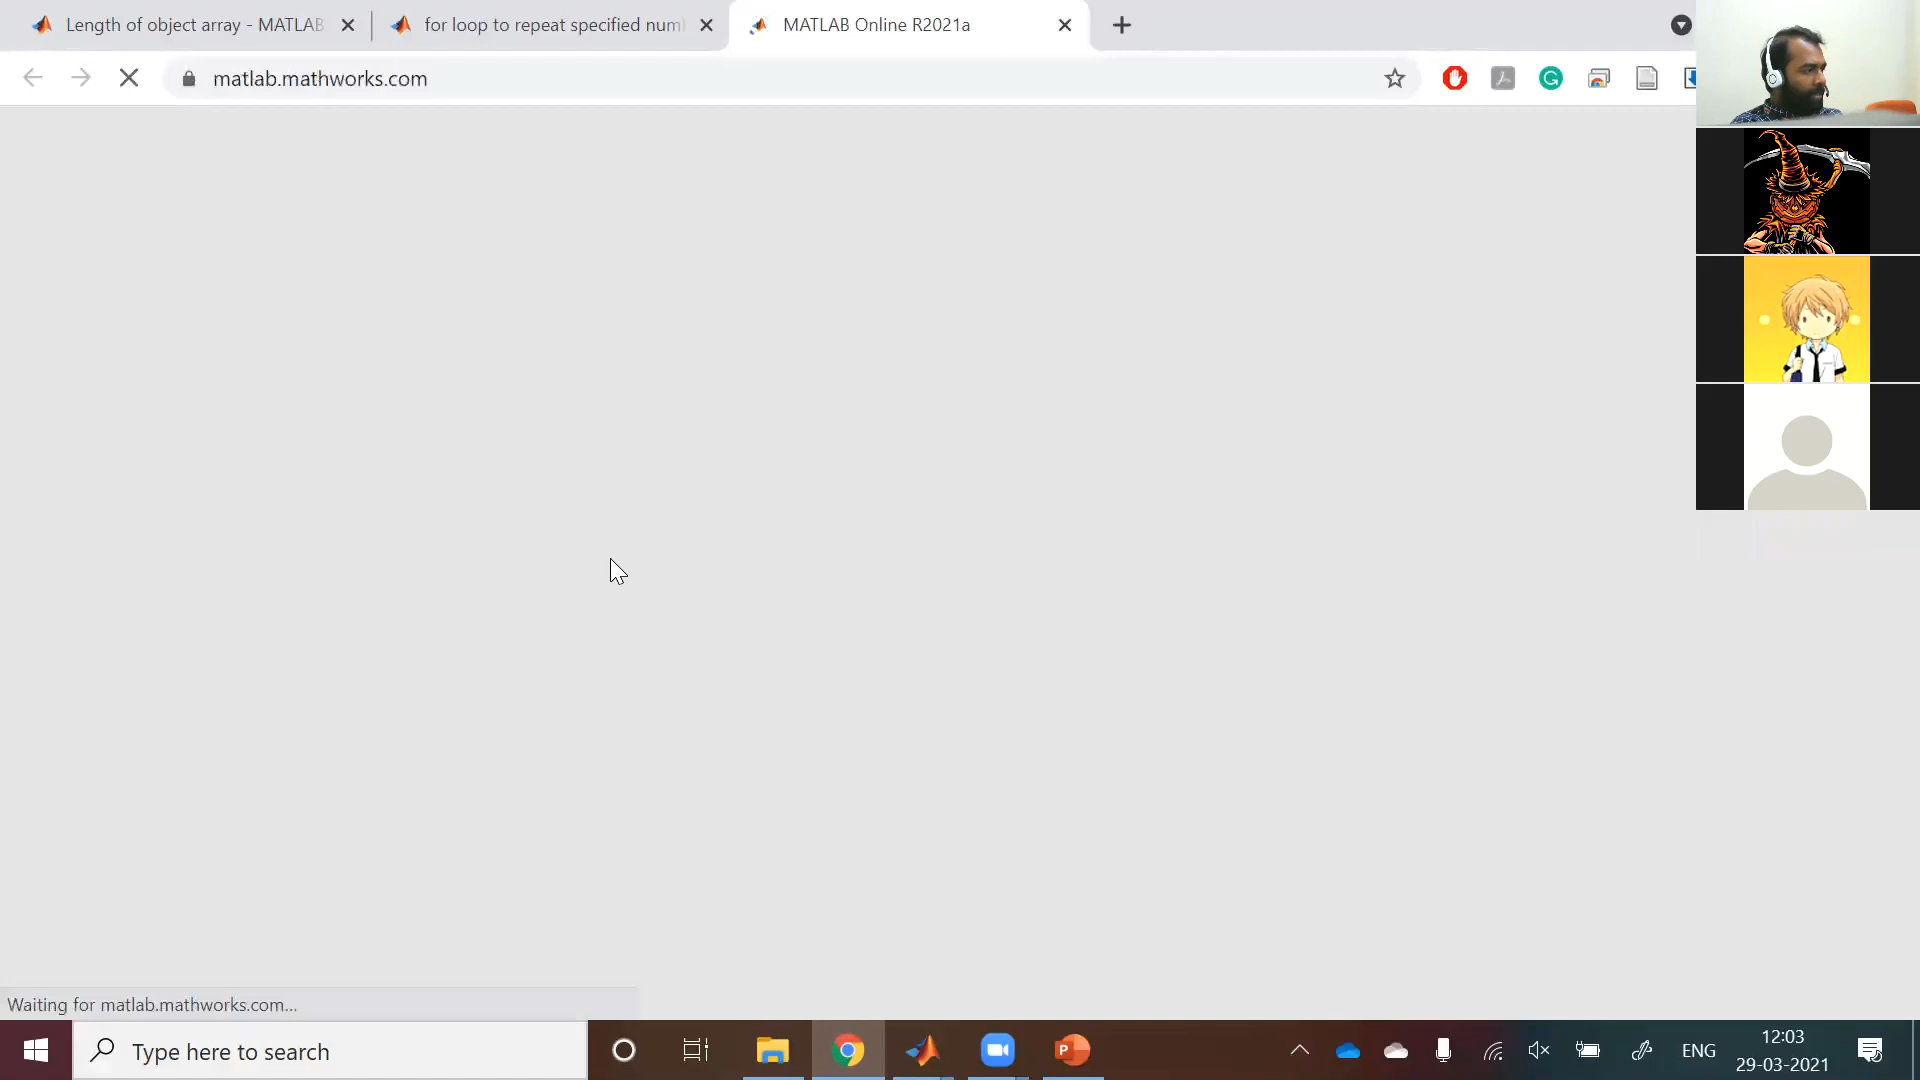 Length of object array - MATLAB
for loop to repeat specified num
MATLAB Online R2021a
matlab.mathworks.com
Waiting for matlab.mathworks.com...
Type here to search
ENG
12:03
29-03-2021